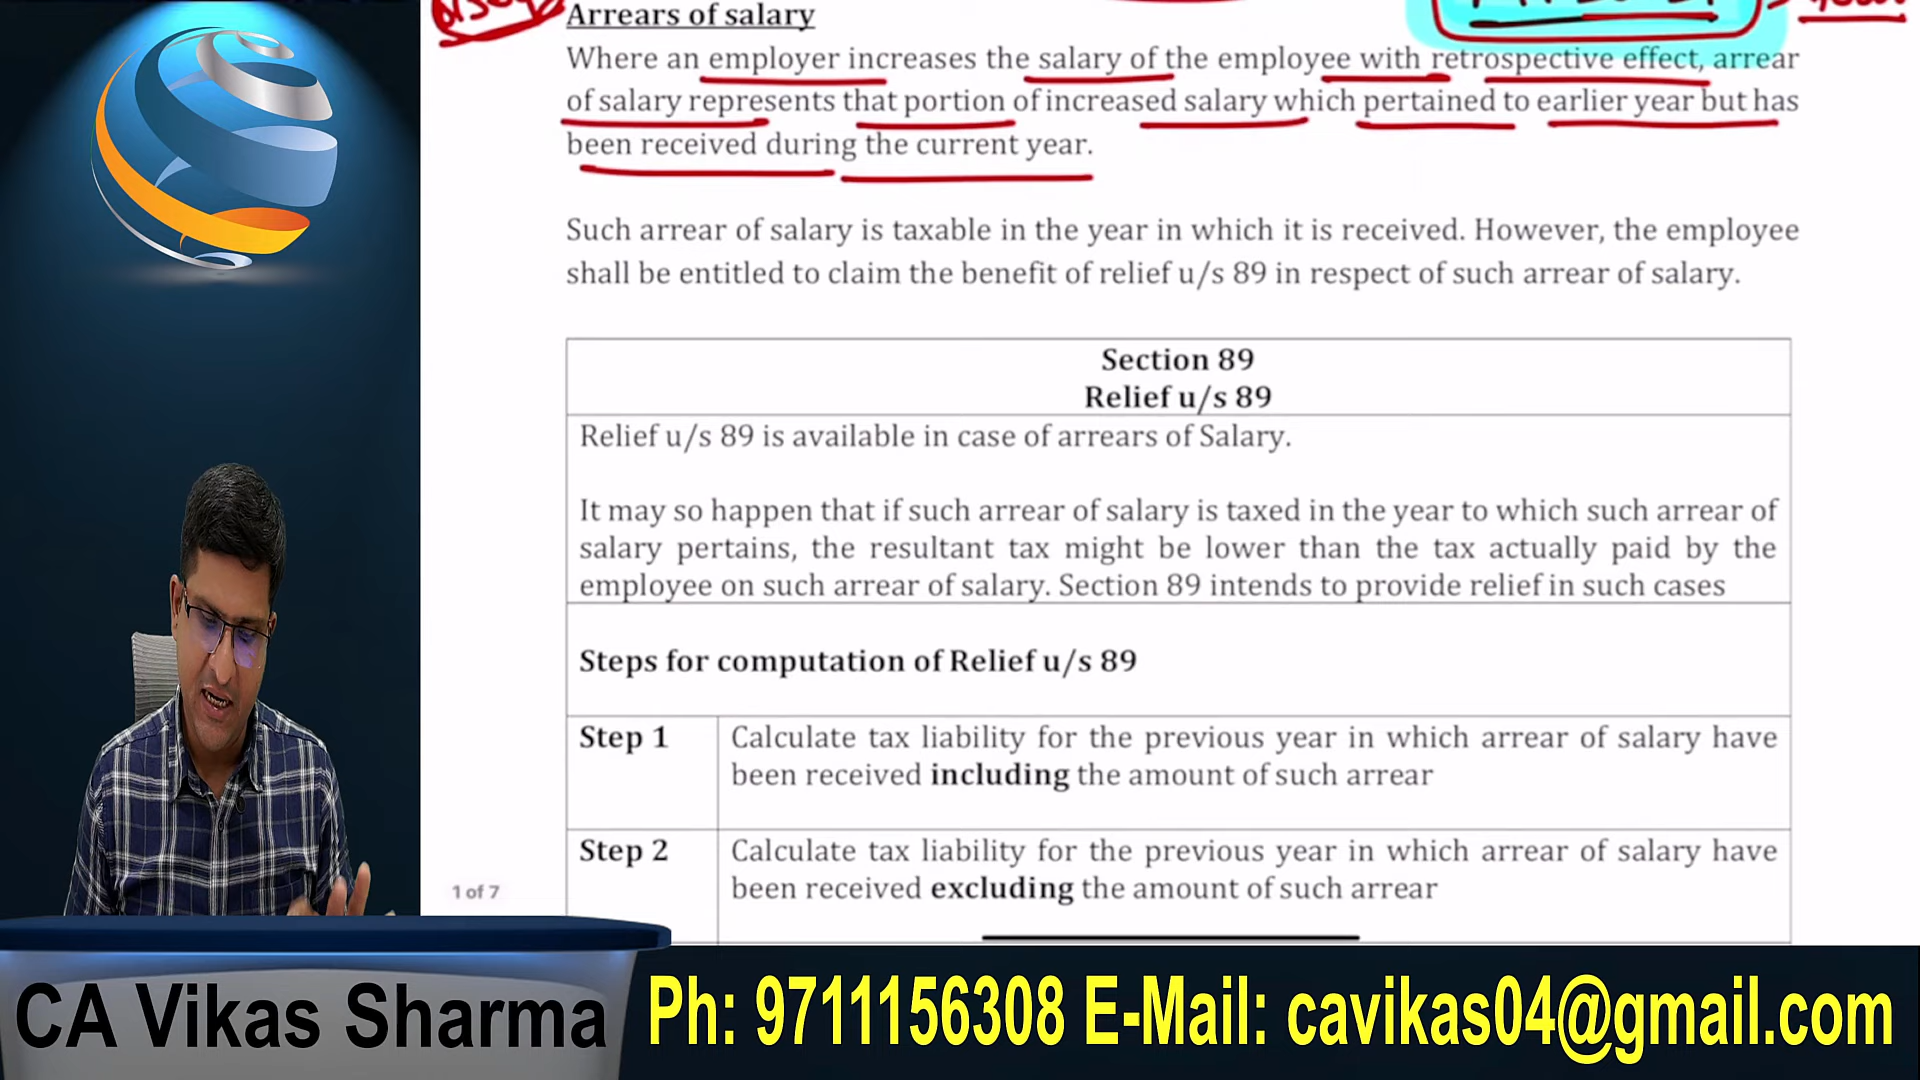 Arrears of salary
Where an employer increases the salary of the employee with retrospective effect, arrear
of salary represents that portion of increased salary which pertained to earlier year but has
been received during the current year.
Such arrear of salary is taxable in the year in which it is received. However, the employee
shall be entitled to claim the benefit of relief u/s 89 in respect of such arrear of salary.
Section 89
Relief u/s 89
Relief u/s 89 is available in case of arrears of Salary.
It may so happen that if such arrear of salary is taxed in the year to which such arrear of
salary pertains, the resultant tax might be lower than the tax actually paid by the
employee on such arrear of salary. Section 89 intends to provide relief in such cases
Steps for computation of Relief u/s 89
Step 1
Calculate tax liability for the previous year in which arrear of salary have
been received including the amount of such arrear
Step 2
Calculate tax liability for the previous year in which arrear of salary have
been received excluding the amount of such arrear
1 of 7
CA Vikas Sharma
Ph: 9711156308 E-Mail: cavikas04@gmail.com